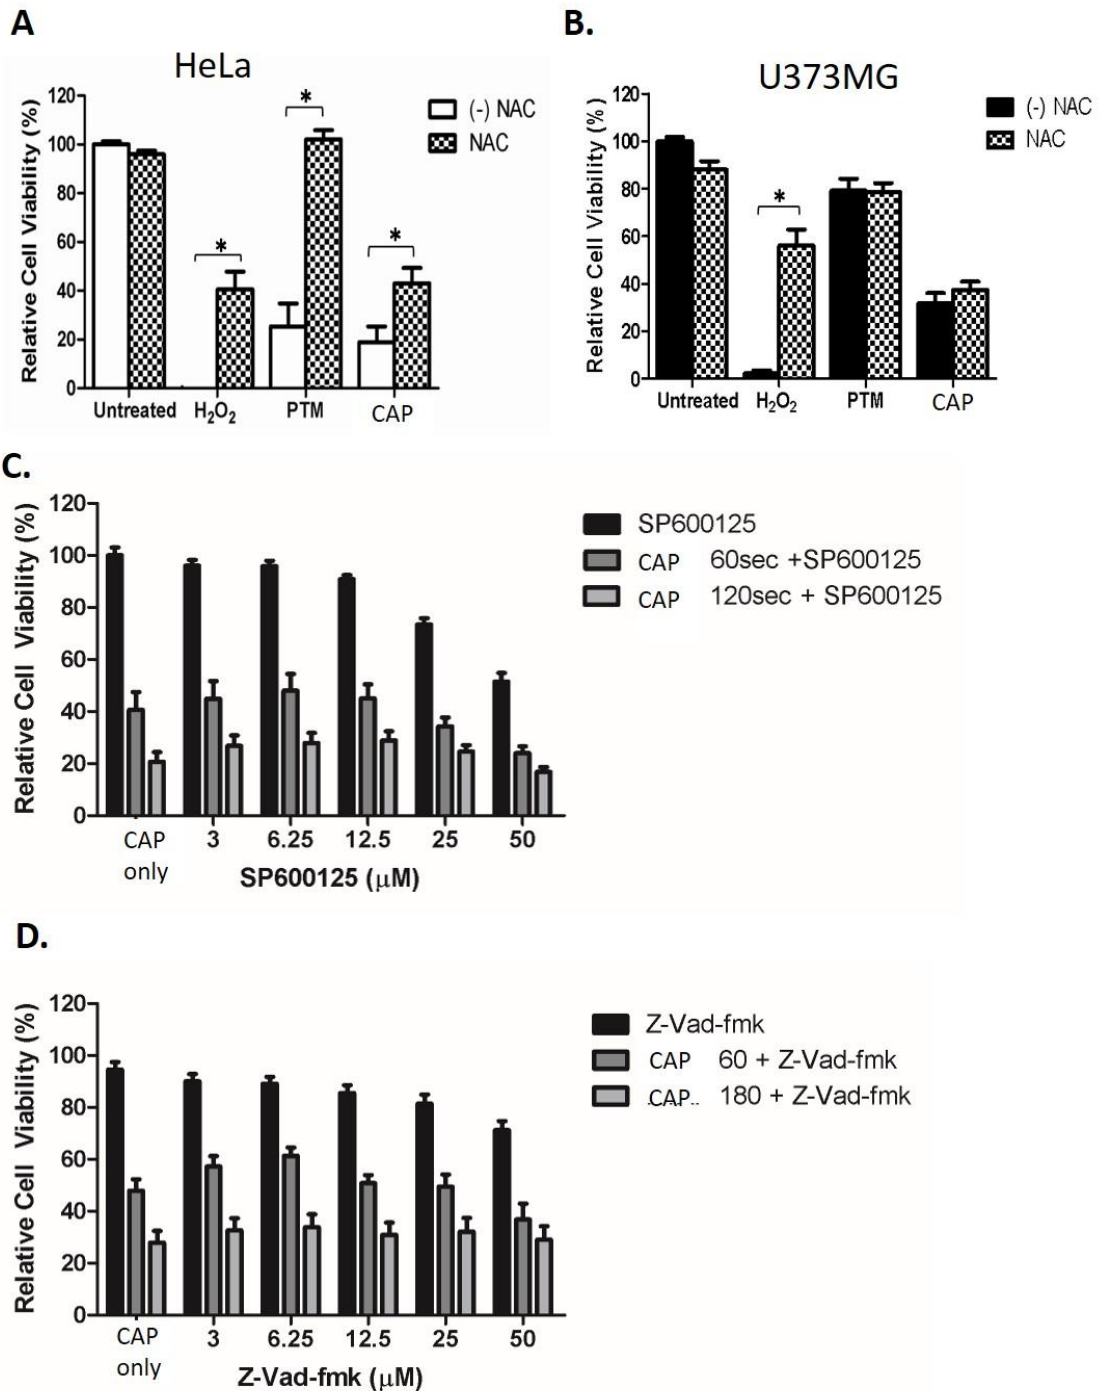 A
HeLa
Relative Cell Viability (%)
120
100
80
60
40
20
0
*
*
*
(-) NAC
NAC
Untreated H₂O₂ PTM CAP
B.
U373MG
Relative Cell Viability (%)
120
100
80
60
40
20
0
*
(-) NAC
NAC
Untreated H₂O₂ PTM CAP
C.
Relative Cell Viability (%)
120
100
80
60
40
20
0
SP600125
CAP 60sec +SP600125
CAP 120sec + SP600125
CAP only 3 6.25 12.5 25 50
SP600125 (μM)
D.
Relative Cell Viability (%)
120
100
80
60
40
20
0
Z-Vad-fmk
CAP 60 + Z-Vad-fmk
CAP.. 180 + Z-Vad-fmk
CAP only 3 6.25 12.5 25 50
Z-Vad-fmk (μM)